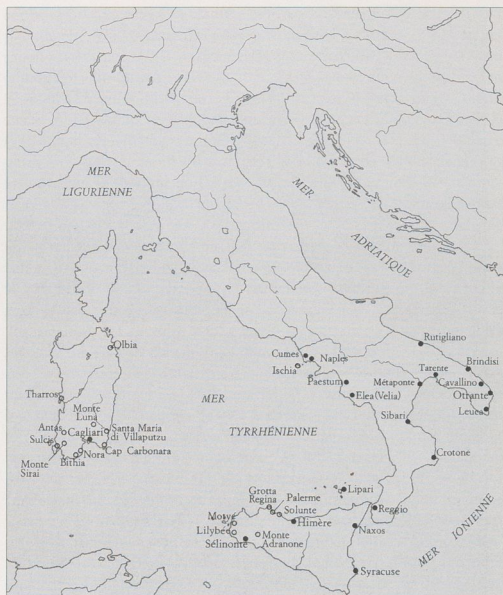 MER
LIGURIENNE
MER
ADRIATIQUE
Olbia
Rutigliano
Cumes
Naples
Ischia
Brindisi
Tarente
Paestum
Métaponte
Cavallino
Elea (Velia)
Otrante
Tharros
Leuca
Monte
Luna
MER
TYRRHÉNIENNE
Sibari
Antas
Cagliari
Santa Maria
di Villaputzu
Sulcis
Nora
Cap Carbonara
Monte
Sirai
Bithia
Crotone
Grotta
Regina
Palerme
Lipari
Solunte
Motyé
Himère
Reggio
Lilybée
Monte
Adranone
Naxos
Sélinonte
MER IONIENNE
Syracuse